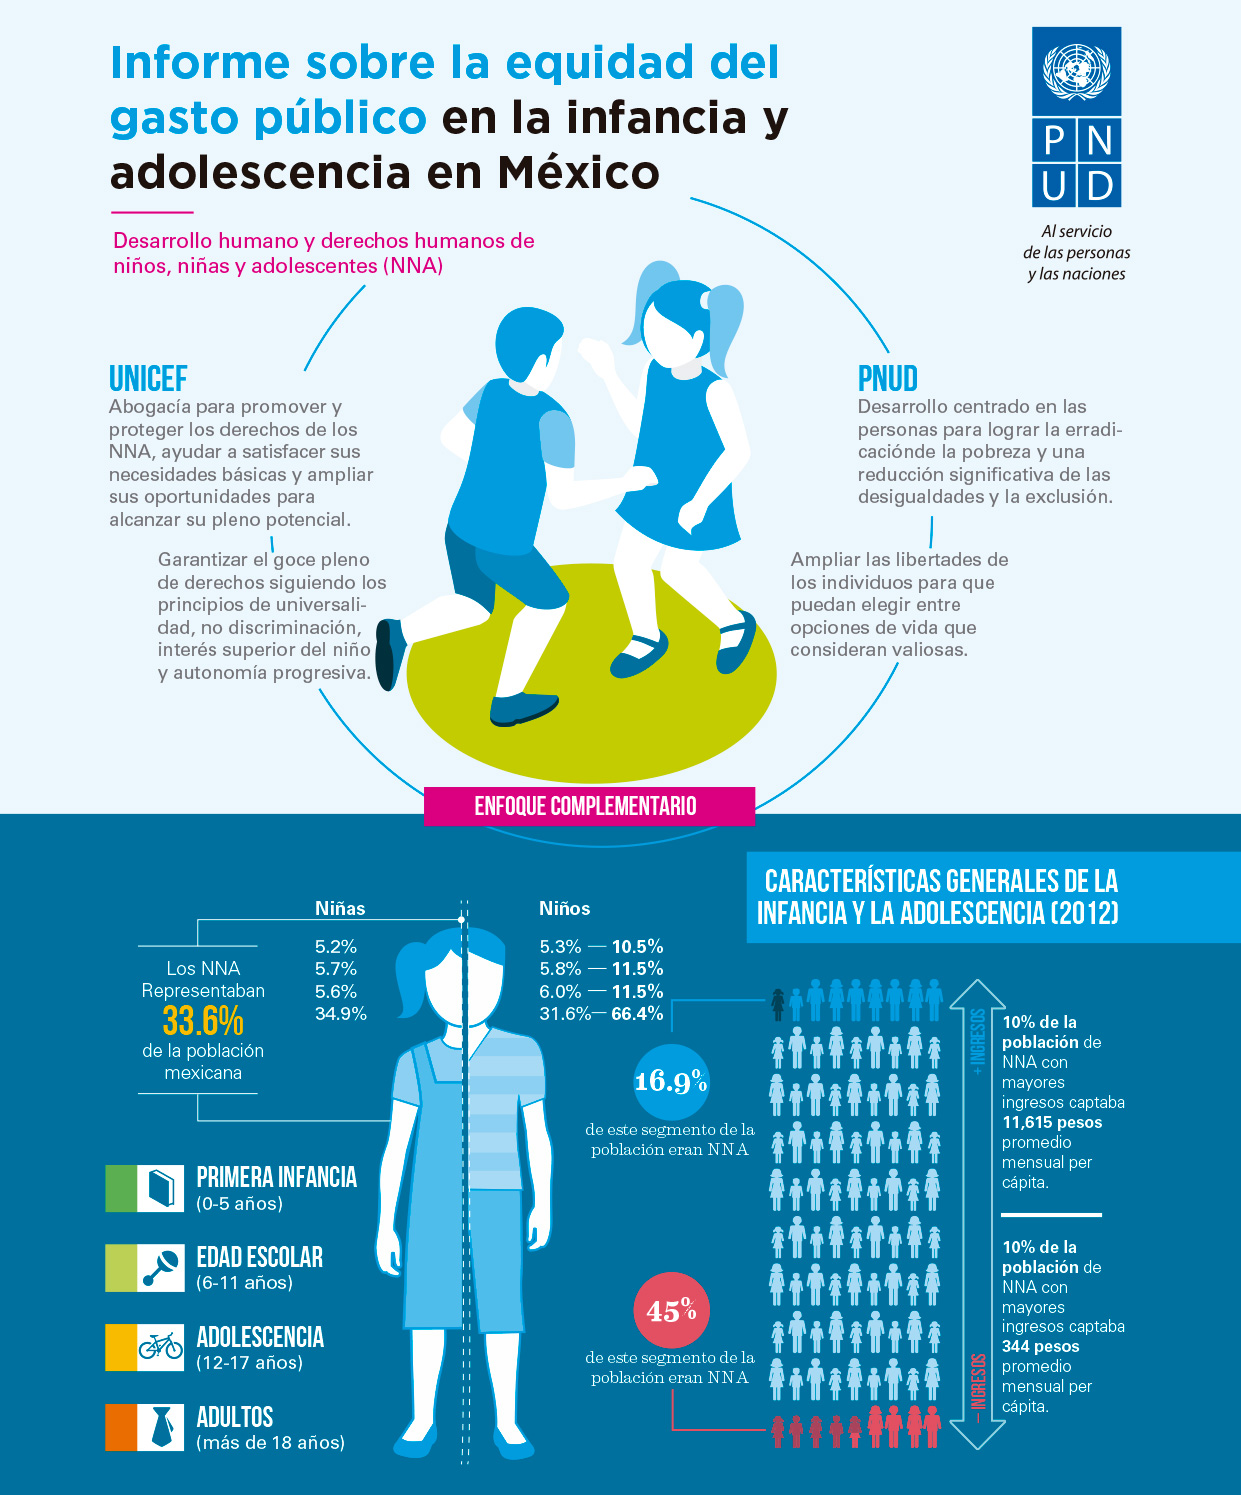 Informe sobre la equidad del
gasto público en la infancia y
adolescencia en México
Desarrollo humano y derechos humanos de
niños, niñas y adolescentes (NNA)
P N
U D
Al servicio
de las personas
y las naciones
UNICEF
Abogacía para promover y
proteger los derechos de los
NNA, ayudar a satisfacer sus
necesidades básicas y ampliar
sus oportunidades para
alcanzar su pleno potencial.
Garantizar el goce pleno
de derechos siguiendo los
principios de universali-
dad, no discriminación,
interés superior del niño
y autonomía progresiva.
PNUD
Desarrollo centrado en las
personas para lograr la erradi-
caciónde la pobreza y una
reducción significativa de las
desigualdades y la exclusión.
Ampliar las libertades de
los individuos para que
puedan elegir entre
opciones de vida que
consideran valiosas.
ENFOQUE COMPLEMENTARIO
CARACTERÍSTICAS GENERALES DE LA
INFANCIA Y LA ADOLESCENCIA (2012)
Niñas Niños
5.2% 5.3% — 10.5%
5.7% 5.8% — 11.5%
5.6% 6.0% — 11.5%
34.9% 31.6% — 66.4%
Los NNA
Representaban
33.6%
de la población
mexicana
PRIMERA INFANCIA
(0-5 años)
EDAD ESCOLAR
(6-11 años)
ADOLESCENCIA
(12-17 años)
ADULTOS
(más de 18 años)
16.9%
de este segmento de la
población eran NNA
45%
de este segmento de la
población eran NNA
+ INGRESOS
– INGRESOS
10% de la
población de
NNA con
mayores
ingresos captaba
11,615 pesos
promedio
mensual per
cápita.
10% de la
población de
NNA con
mayores
ingresos captaba
344 pesos
promedio
mensual per
cápita.